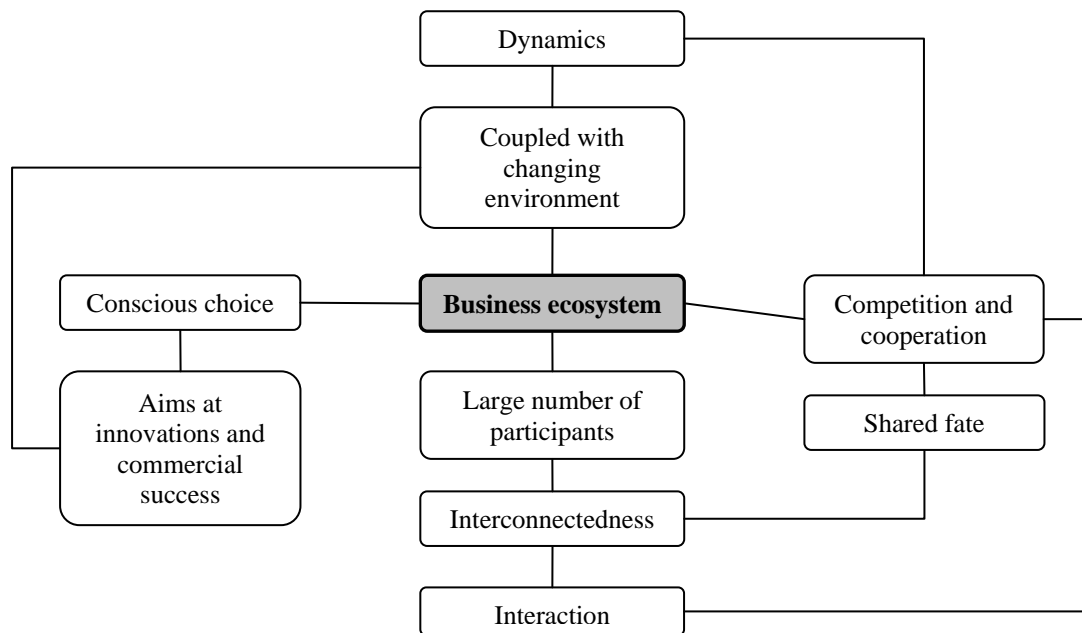 Dynamics
Coupled with
changing
environment
Conscious choice
Business ecosystem
Competition and
cooperation
Aims at
innovations and
commercial
success
Large number of
participants
Shared fate
Interconnectedness
Interaction